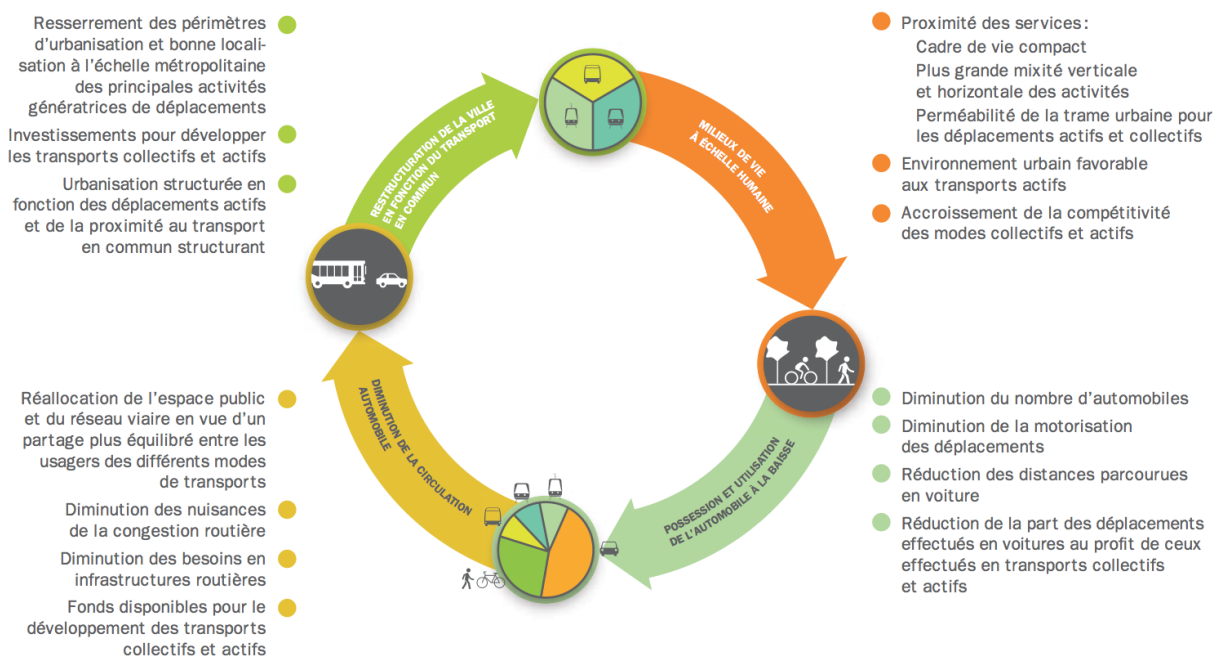 Resserrement des périmètres
d'urbanisation et bonne locali-
sation à l'échelle métropolitaine
des principales activités
génératrices de déplacements
Investissements pour développer
les transports collectifs et actifs
Urbanisation structurée en
fonction des déplacements actifs
et de la proximité au transport
en commun structurant
RESTRUCTURATION DE LA VILLE
EN FONCTION DU TRANSPORT
EN COMMUN
MILIEUX DE VIE
À ÉCHELLE HUMAINE
Proximité des services :
Cadre de vie compact
Plus grande mixité verticale
et horizontale des activités
Perméabilité de la trame urbaine pour
les déplacements actifs et collectifs
Environnement urbain favorable
aux transports actifs
Accroissement de la compétitivité
des modes collectifs et actifs
Réallocation de l'espace public
et du réseau viaire en vue d'un
partage plus équilibré entre les
usagers des différents modes
de transports
Diminution des nuisances
de la congestion routière
Diminution des besoins en
infrastructures routières
Fonds disponibles pour le
développement des transports
collectifs et actifs
DIMINUTION DE LA CIRCULATION
AUTOMOBILE
POSSESSION ET UTILISATION
DE L'AUTOMOBILE À LA BAISSE
Diminution du nombre d'automobiles
Diminution de la motorisation
des déplacements
Réduction des distances parcourues
en voiture
Réduction de la part des déplacements
effectués en voitures au profit de ceux
effectués en transports collectifs
et actifs